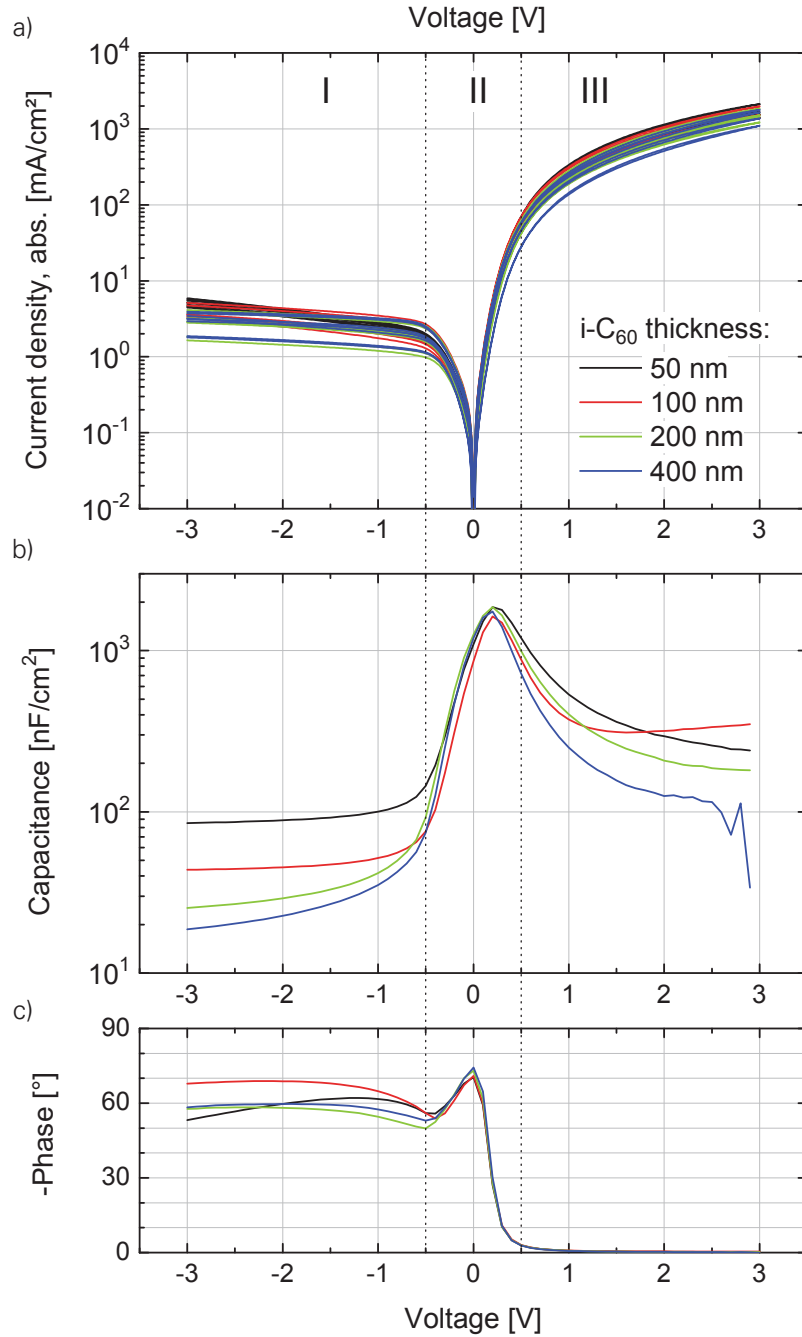 Voltage [V]
a)
I II III
10⁴
10³
10²
10¹
10⁰
10⁻¹
10⁻²
Current density, abs. [mA/cm²]
i-C₆₀ thickness:
50 nm
100 nm
200 nm
400 nm
-3 -2 -1 0 1 2 3
b)
10³
10²
10¹
Capacitance [nF/cm²]
-3 -2 -1 0 1 2 3
c)
90
60
30
0
-Phase [°]
-3 -2 -1 0 1 2 3
Voltage [V]